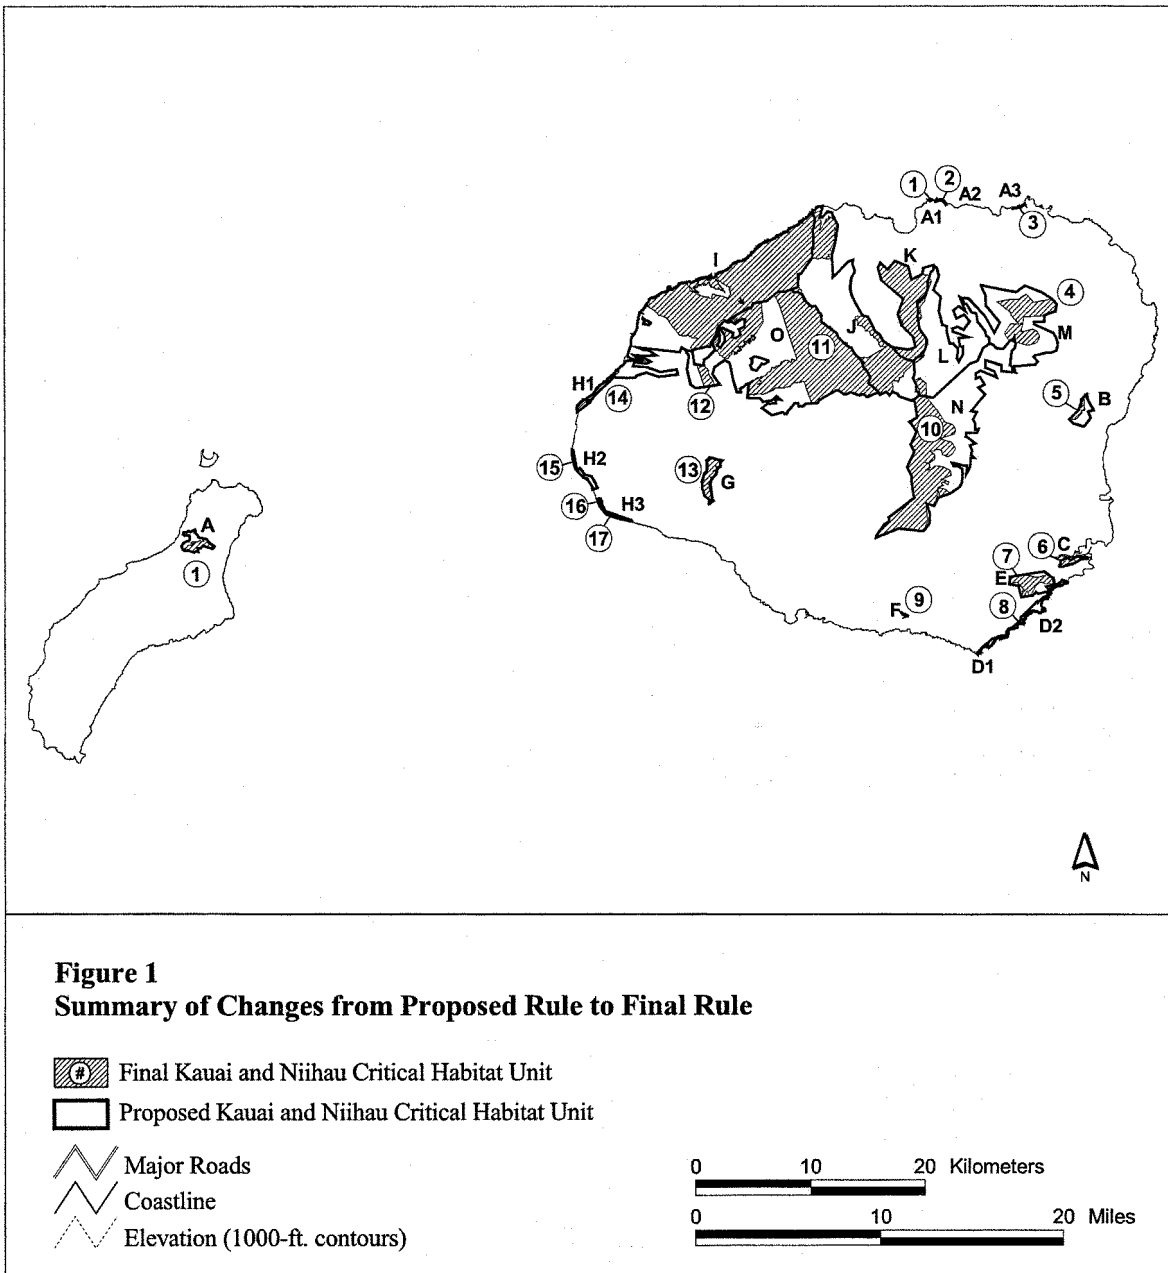 1
2
A1
A2
A3
3
I
K
4
O
J
11
M
L
H1
14
12
5
B
N
10
15
H2
13
G
16
H3
17
A
1
6
C
7
E
F
9
8
D2
D1
N
Figure 1
Summary of Changes from Proposed Rule to Final Rule
# Final Kauai and Niihau Critical Habitat Unit
Proposed Kauai and Niihau Critical Habitat Unit
Major Roads
Coastline
Elevation (1000-ft. contours)
0 10 20 Kilometers
0 10 20 Miles